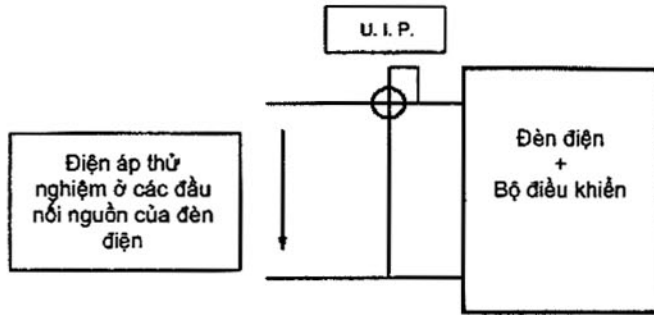 U. I. P.
Điện áp thử
nghiệm ở các đầu
nối nguồn của đèn
điện
Đèn điện
+
Bộ điều khiển